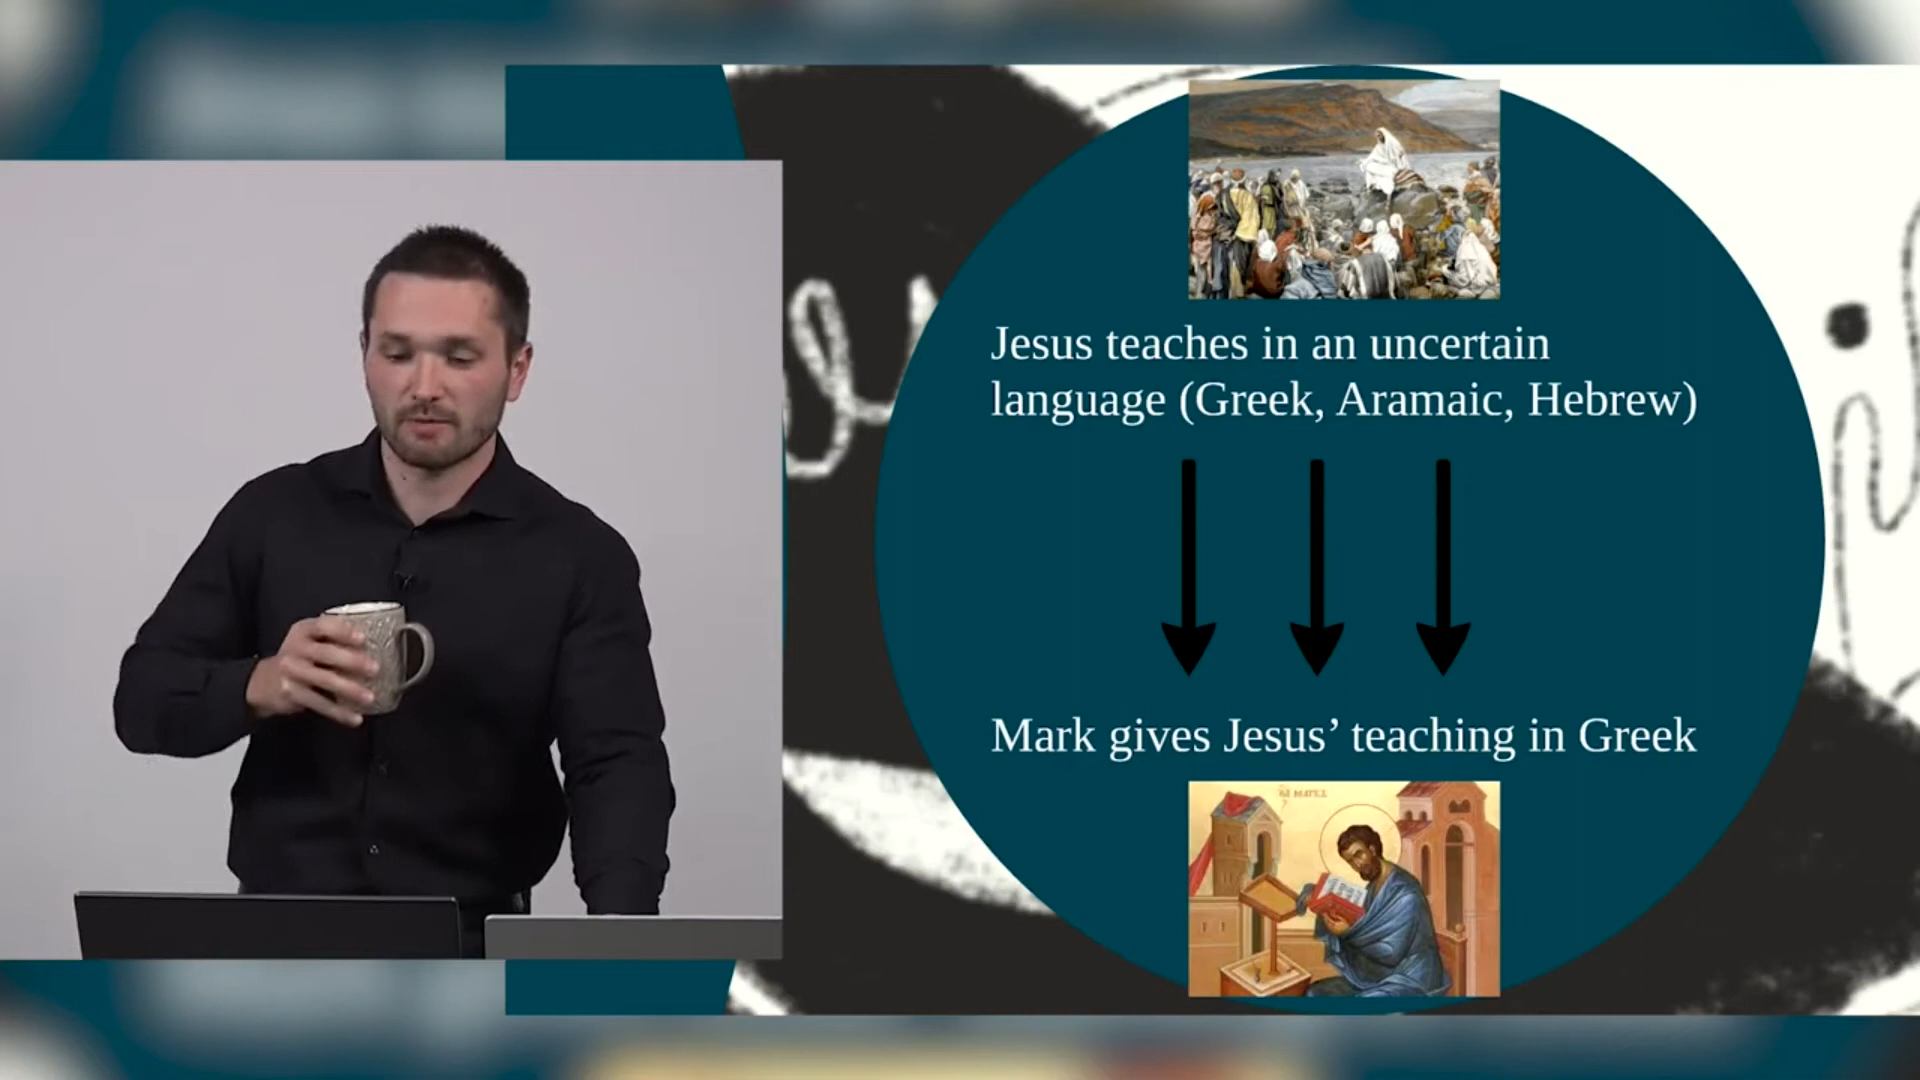 Jesus teaches in an uncertain
language (Greek, Aramaic, Hebrew)
Mark gives Jesus’ teaching in Greek